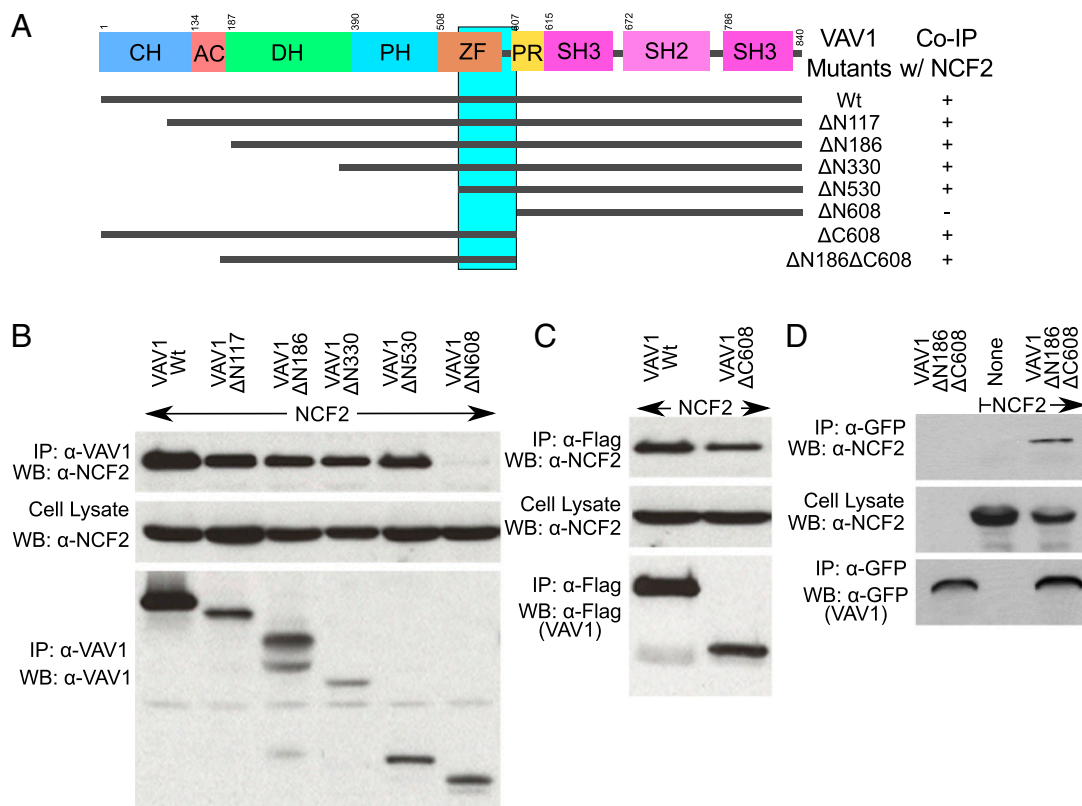 A
1 134 187 390 508 607 615 672 786 840
CH AC DH PH ZF PR SH3 SH2 SH3
VAV1 Co-IP
Mutants w/ NCF2
Wt +
ΔN117 +
ΔN186 +
ΔN330 +
ΔN530 +
ΔN608 -
ΔC608 +
ΔN186ΔC608 +
B
VAV1 Wt
VAV1 ΔN117
VAV1 ΔN186
VAV1 ΔN330
VAV1 ΔN530
VAV1 ΔN608
NCF2
IP: α-VAV1
WB: α-NCF2
Cell Lysate
WB: α-NCF2
IP: α-VAV1
WB: α-VAV1
C
VAV1 Wt
VAV1 ΔC608
NCF2
IP: α-Flag
WB: α-NCF2
Cell Lysate
WB: α-NCF2
IP: α-Flag
WB: α-Flag
(VAV1)
D
VAV1 ΔN186 ΔC608
None
VAV1 ΔN186 ΔC608
NCF2
IP: α-GFP
WB: α-NCF2
Cell Lysate
WB: α-NCF2
IP: α-GFP
WB: α-GFP
(VAV1)